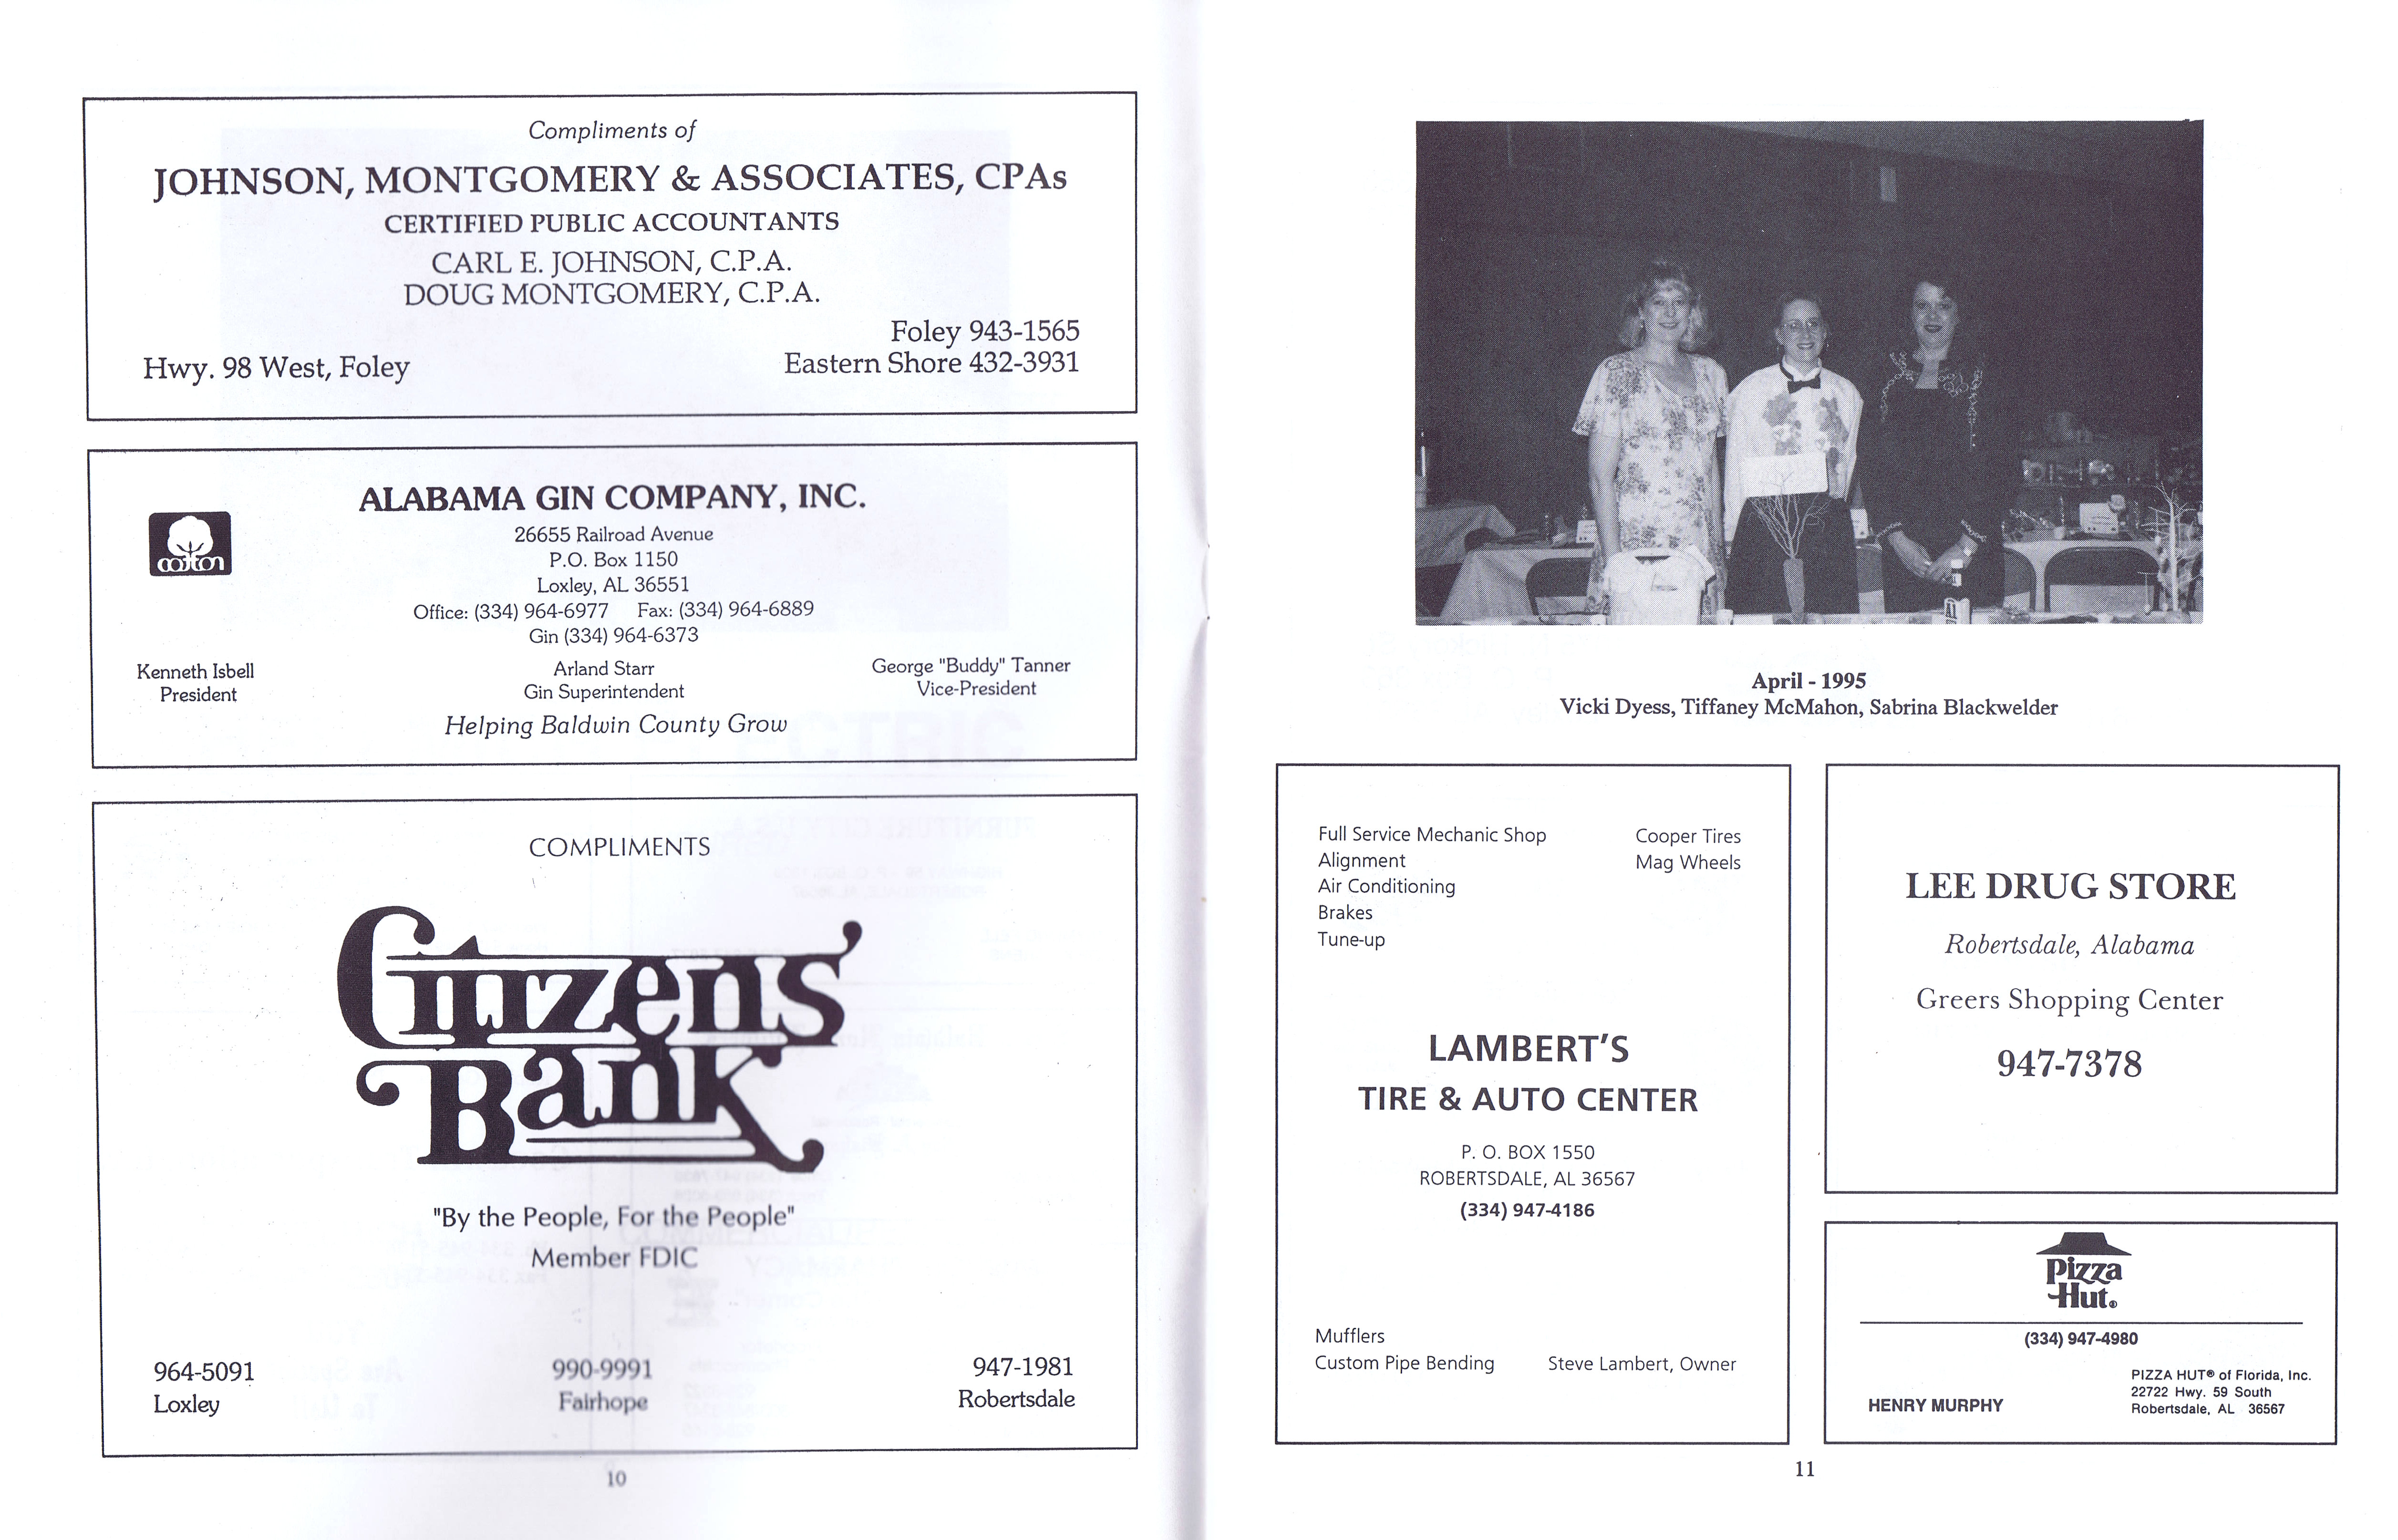 Compliments of
JOHNSON, MONTGOMERY & ASSOCIATES, CPAs
CERTIFIED PUBLIC ACCOUNTANTS
CARL E. JOHNSON, C.P.A.
DOUG MONTGOMERY, C.P.A.
Foley 943-1565
Hwy. 98 West, Foley
Eastern Shore 432-3931
cotton
ALABAMA GIN COMPANY, INC.
26655 Railroad Avenue
P.O. Box 1150
Loxley, AL 36551
Office: (334) 964-6977 Fax: (334) 964-6889
Gin (334) 964-6373
Kenneth Isbell
President
Arland Starr
Gin Superintendent
George "Buddy" Tanner
Vice-President
Helping Baldwin County Grow
COMPLIMENTS
Citizens'
Bank
"By the People, For the People"
Member FDIC
964-5091
Loxley
990-9991
Fairhope
947-1981
Robertsdale
10
A1
April - 1995
Vicki Dyess, Tiffaney McMahon, Sabrina Blackwelder
Full Service Mechanic Shop
Alignment
Air Conditioning
Brakes
Tune-up
Cooper Tires
Mag Wheels
LAMBERT'S
TIRE & AUTO CENTER
P. O. BOX 1550
ROBERTSDALE, AL 36567
(334) 947-4186
Mufflers
Custom Pipe Bending
Steve Lambert, Owner
LEE DRUG STORE
Robertsdale, Alabama
Greers Shopping Center
947-7378
Pizza
Hut®
(334) 947-4980
HENRY MURPHY
PIZZA HUT® of Florida, Inc.
22722 Hwy. 59 South
Robertsdale, AL 36567
11